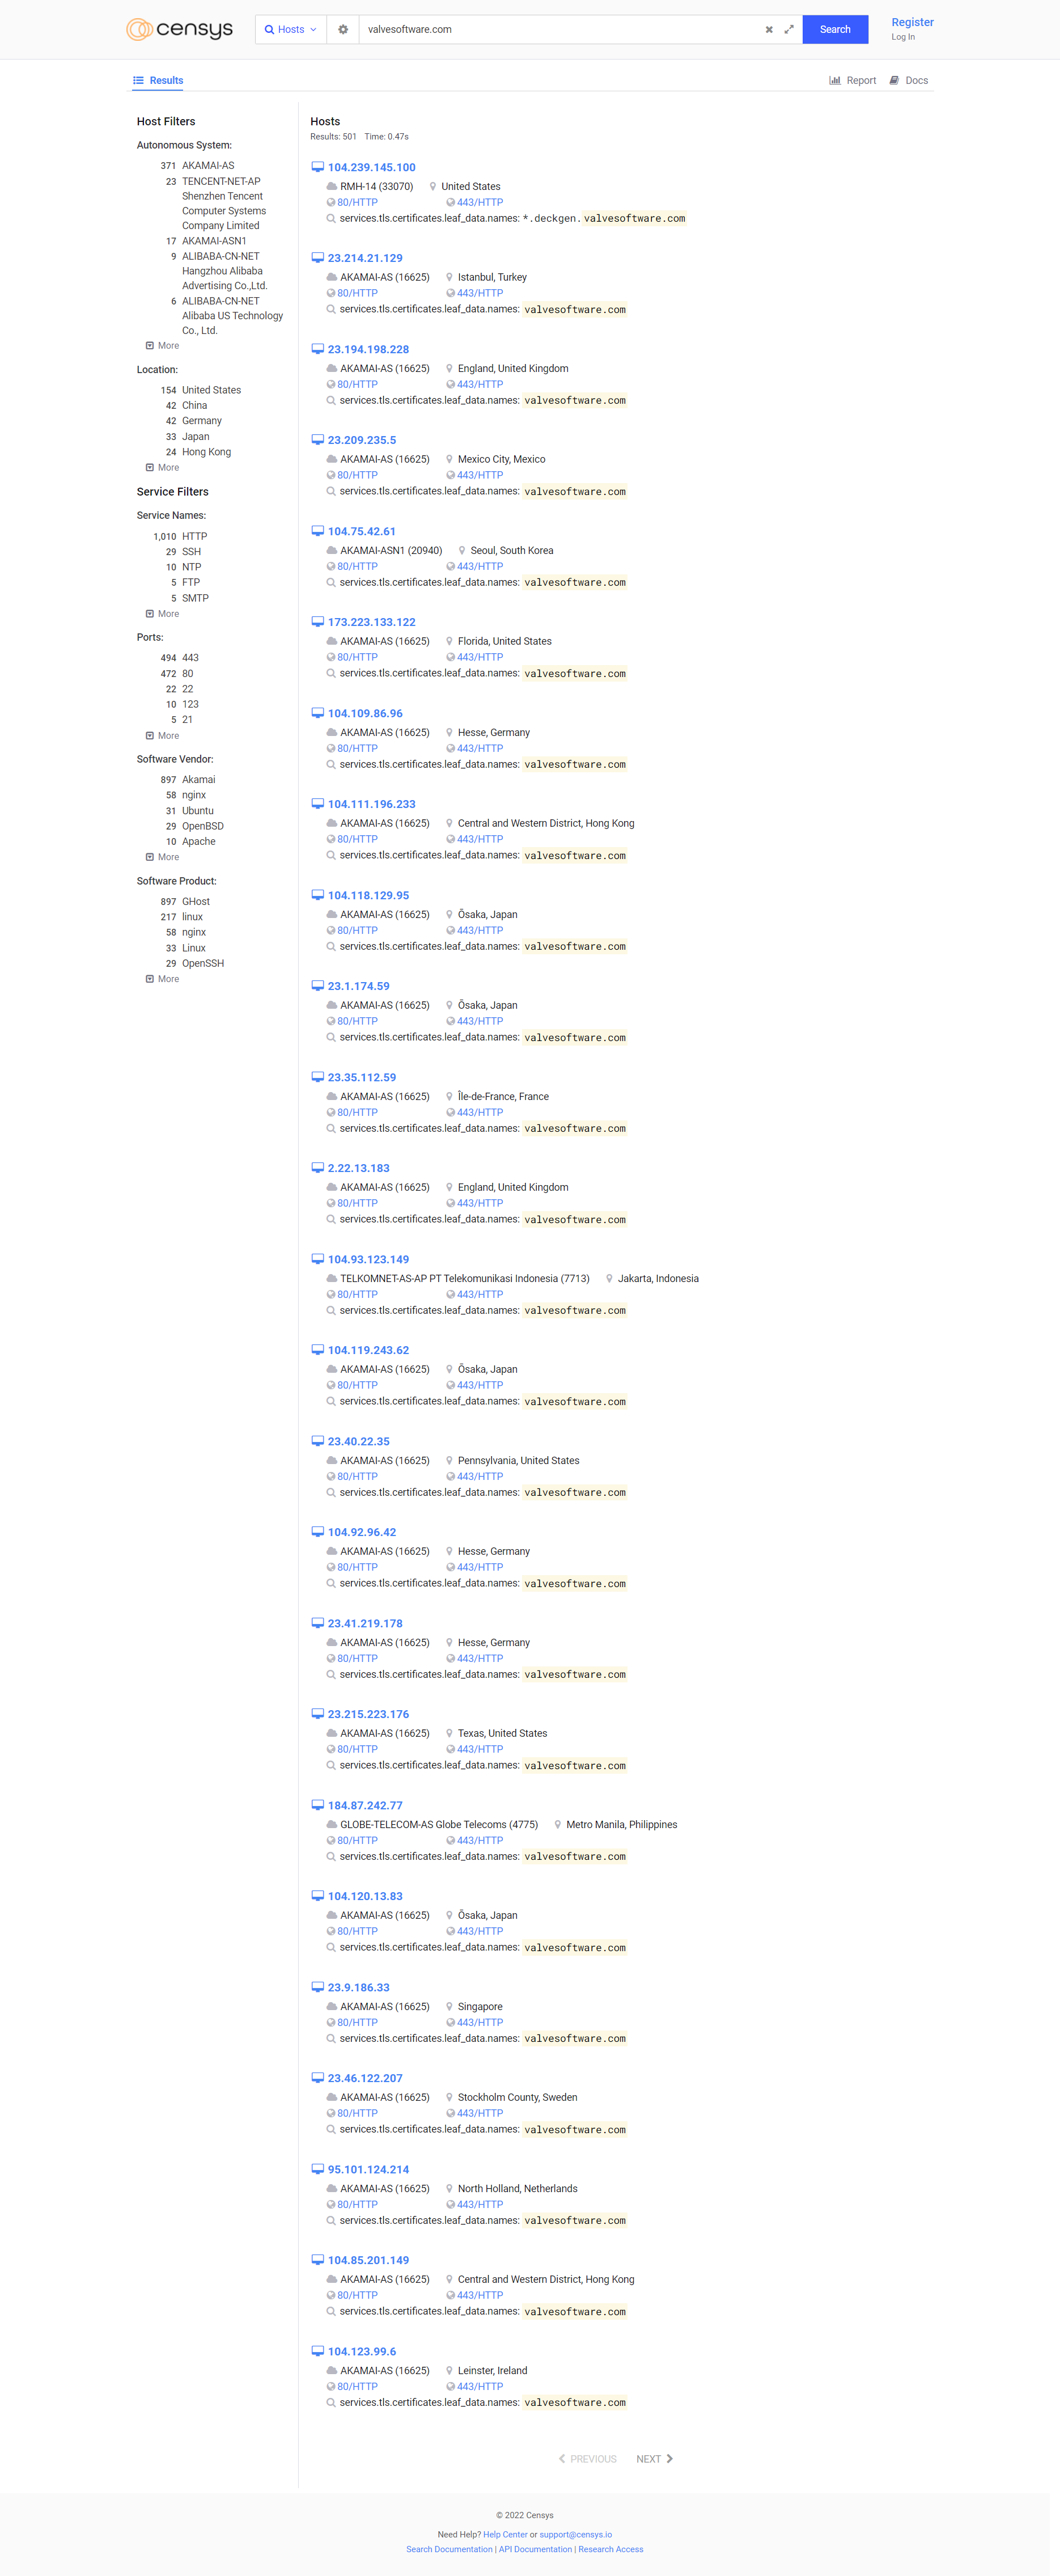 censys
Hosts
valvesoftware.com
Search
Register
Log In
Results
Report
Docs
Host Filters
Autonomous System:
371 AKAMAI-AS
23 TENCENT-NET-AP
Shenzhen Tencent
Computer Systems
Company Limited
17 AKAMAI-ASN1
9 ALIBABA-CN-NET
Hangzhou Alibaba
Advertising Co.,Ltd.
6 ALIBABA-CN-NET
Alibaba US Technology
Co., Ltd.
More
Location:
154 United States
42 China
42 Germany
33 Japan
24 Hong Kong
More
Service Filters
Service Names:
1,010 HTTP
29 SSH
10 NTP
5 FTP
5 SMTP
More
Ports:
494 443
472 80
22 22
10 123
5 21
More
Software Vendor:
897 Akamai
58 nginx
31 Ubuntu
29 OpenBSD
10 Apache
More
Software Product:
897 GHost
217 linux
58 nginx
33 Linux
29 OpenSSH
More
Hosts
Results: 501 Time: 0.47s
104.239.145.100
RMH-14 (33070) United States
80/HTTP 443/HTTP
services.tls.certificates.leaf_data.names: *.deckgen.valvesoftware.com
23.214.21.129
AKAMAI-AS (16625) Istanbul, Turkey
80/HTTP 443/HTTP
services.tls.certificates.leaf_data.names: valvesoftware.com
23.194.198.228
AKAMAI-AS (16625) England, United Kingdom
80/HTTP 443/HTTP
services.tls.certificates.leaf_data.names: valvesoftware.com
23.209.235.5
AKAMAI-AS (16625) Mexico City, Mexico
80/HTTP 443/HTTP
services.tls.certificates.leaf_data.names: valvesoftware.com
104.75.42.61
AKAMAI-ASN1 (20940) Seoul, South Korea
80/HTTP 443/HTTP
services.tls.certificates.leaf_data.names: valvesoftware.com
173.223.133.122
AKAMAI-AS (16625) Florida, United States
80/HTTP 443/HTTP
services.tls.certificates.leaf_data.names: valvesoftware.com
104.109.86.96
AKAMAI-AS (16625) Hesse, Germany
80/HTTP 443/HTTP
services.tls.certificates.leaf_data.names: valvesoftware.com
104.111.196.233
AKAMAI-AS (16625) Central and Western District, Hong Kong
80/HTTP 443/HTTP
services.tls.certificates.leaf_data.names: valvesoftware.com
104.118.129.95
AKAMAI-AS (16625) Ōsaka, Japan
80/HTTP 443/HTTP
services.tls.certificates.leaf_data.names: valvesoftware.com
23.1.174.59
AKAMAI-AS (16625) Ōsaka, Japan
80/HTTP 443/HTTP
services.tls.certificates.leaf_data.names: valvesoftware.com
23.35.112.59
AKAMAI-AS (16625) Île-de-France, France
80/HTTP 443/HTTP
services.tls.certificates.leaf_data.names: valvesoftware.com
2.22.13.183
AKAMAI-AS (16625) England, United Kingdom
80/HTTP 443/HTTP
services.tls.certificates.leaf_data.names: valvesoftware.com
104.93.123.149
TELKOMNET-AS-AP PT Telekomunikasi Indonesia (7713) Jakarta, Indonesia
80/HTTP 443/HTTP
services.tls.certificates.leaf_data.names: valvesoftware.com
104.119.243.62
AKAMAI-AS (16625) Ōsaka, Japan
80/HTTP 443/HTTP
services.tls.certificates.leaf_data.names: valvesoftware.com
23.40.22.35
AKAMAI-AS (16625) Pennsylvania, United States
80/HTTP 443/HTTP
services.tls.certificates.leaf_data.names: valvesoftware.com
104.92.96.42
AKAMAI-AS (16625) Hesse, Germany
80/HTTP 443/HTTP
services.tls.certificates.leaf_data.names: valvesoftware.com
23.41.219.178
AKAMAI-AS (16625) Hesse, Germany
80/HTTP 443/HTTP
services.tls.certificates.leaf_data.names: valvesoftware.com
23.215.223.176
AKAMAI-AS (16625) Texas, United States
80/HTTP 443/HTTP
services.tls.certificates.leaf_data.names: valvesoftware.com
184.87.242.77
GLOBE-TELECOM-AS Globe Telecoms (4775) Metro Manila, Philippines
80/HTTP 443/HTTP
services.tls.certificates.leaf_data.names: valvesoftware.com
104.120.13.83
AKAMAI-AS (16625) Ōsaka, Japan
80/HTTP 443/HTTP
services.tls.certificates.leaf_data.names: valvesoftware.com
23.9.186.33
AKAMAI-AS (16625) Singapore
80/HTTP 443/HTTP
services.tls.certificates.leaf_data.names: valvesoftware.com
23.46.122.207
AKAMAI-AS (16625) Stockholm County, Sweden
80/HTTP 443/HTTP
services.tls.certificates.leaf_data.names: valvesoftware.com
95.101.124.214
AKAMAI-AS (16625) North Holland, Netherlands
80/HTTP 443/HTTP
services.tls.certificates.leaf_data.names: valvesoftware.com
104.85.201.149
AKAMAI-AS (16625) Central and Western District, Hong Kong
80/HTTP 443/HTTP
services.tls.certificates.leaf_data.names: valvesoftware.com
104.123.99.6
AKAMAI-AS (16625) Leinster, Ireland
80/HTTP 443/HTTP
services.tls.certificates.leaf_data.names: valvesoftware.com
PREVIOUS NEXT
© 2022 Censys
Need Help? Help Center or support@censys.io
Search Documentation | API Documentation | Research Access